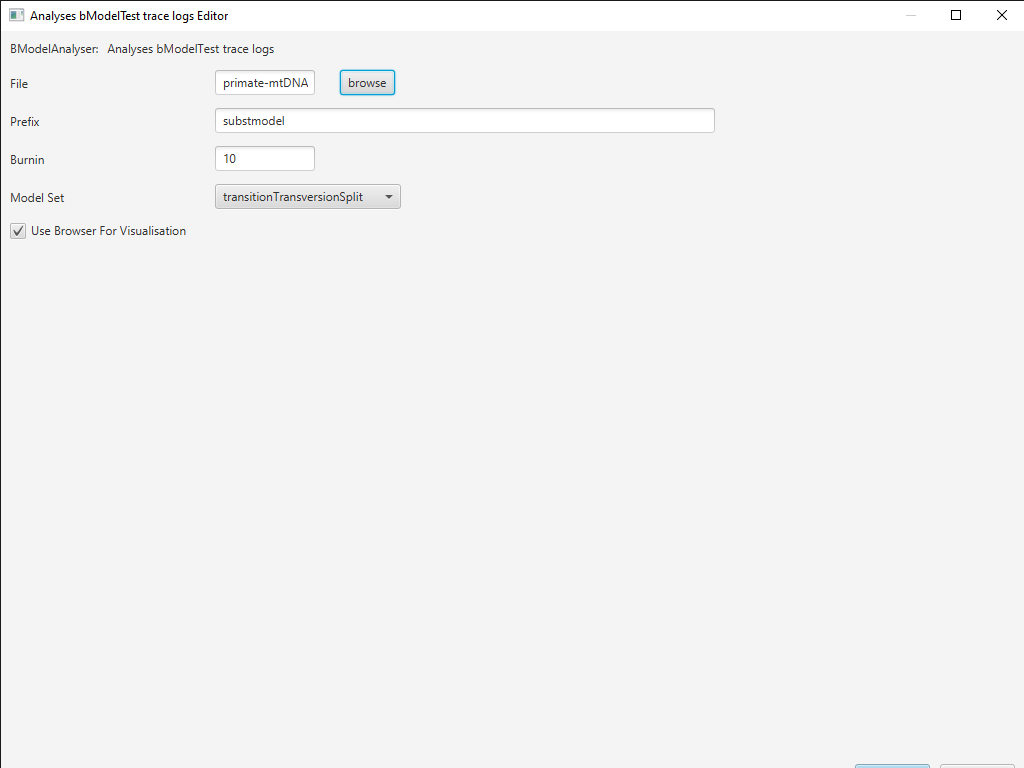 Analyses bModelTest trace logs Editor
BModelAnalyser: Analyses bModelTest trace logs
File primate-mtDNA browse
Prefix substmodel
Burnin 10
Model Set transitionTransversionSplit
Use Browser For Visualisation